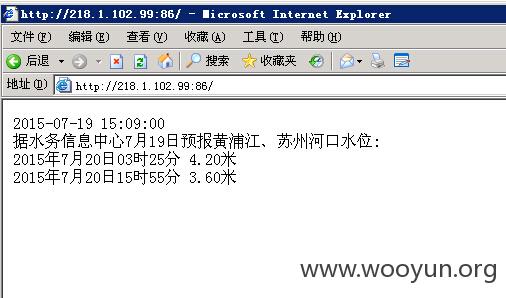 http://218.1.102.99:86/ - Microsoft Internet Explorer
文件(F) 编辑(E) 查看(V) 收藏(A) 工具(T) 帮助(H)
后退 搜索 收藏夹
地址(D) http://218.1.102.99:86/
2015-07-19 15:09:00
据水务信息中心7月19日预报黄浦江、苏州河口水位:
2015年7月20日03时25分 4.20米
2015年7月20日15时55分 3.60米
www.wooyun.org